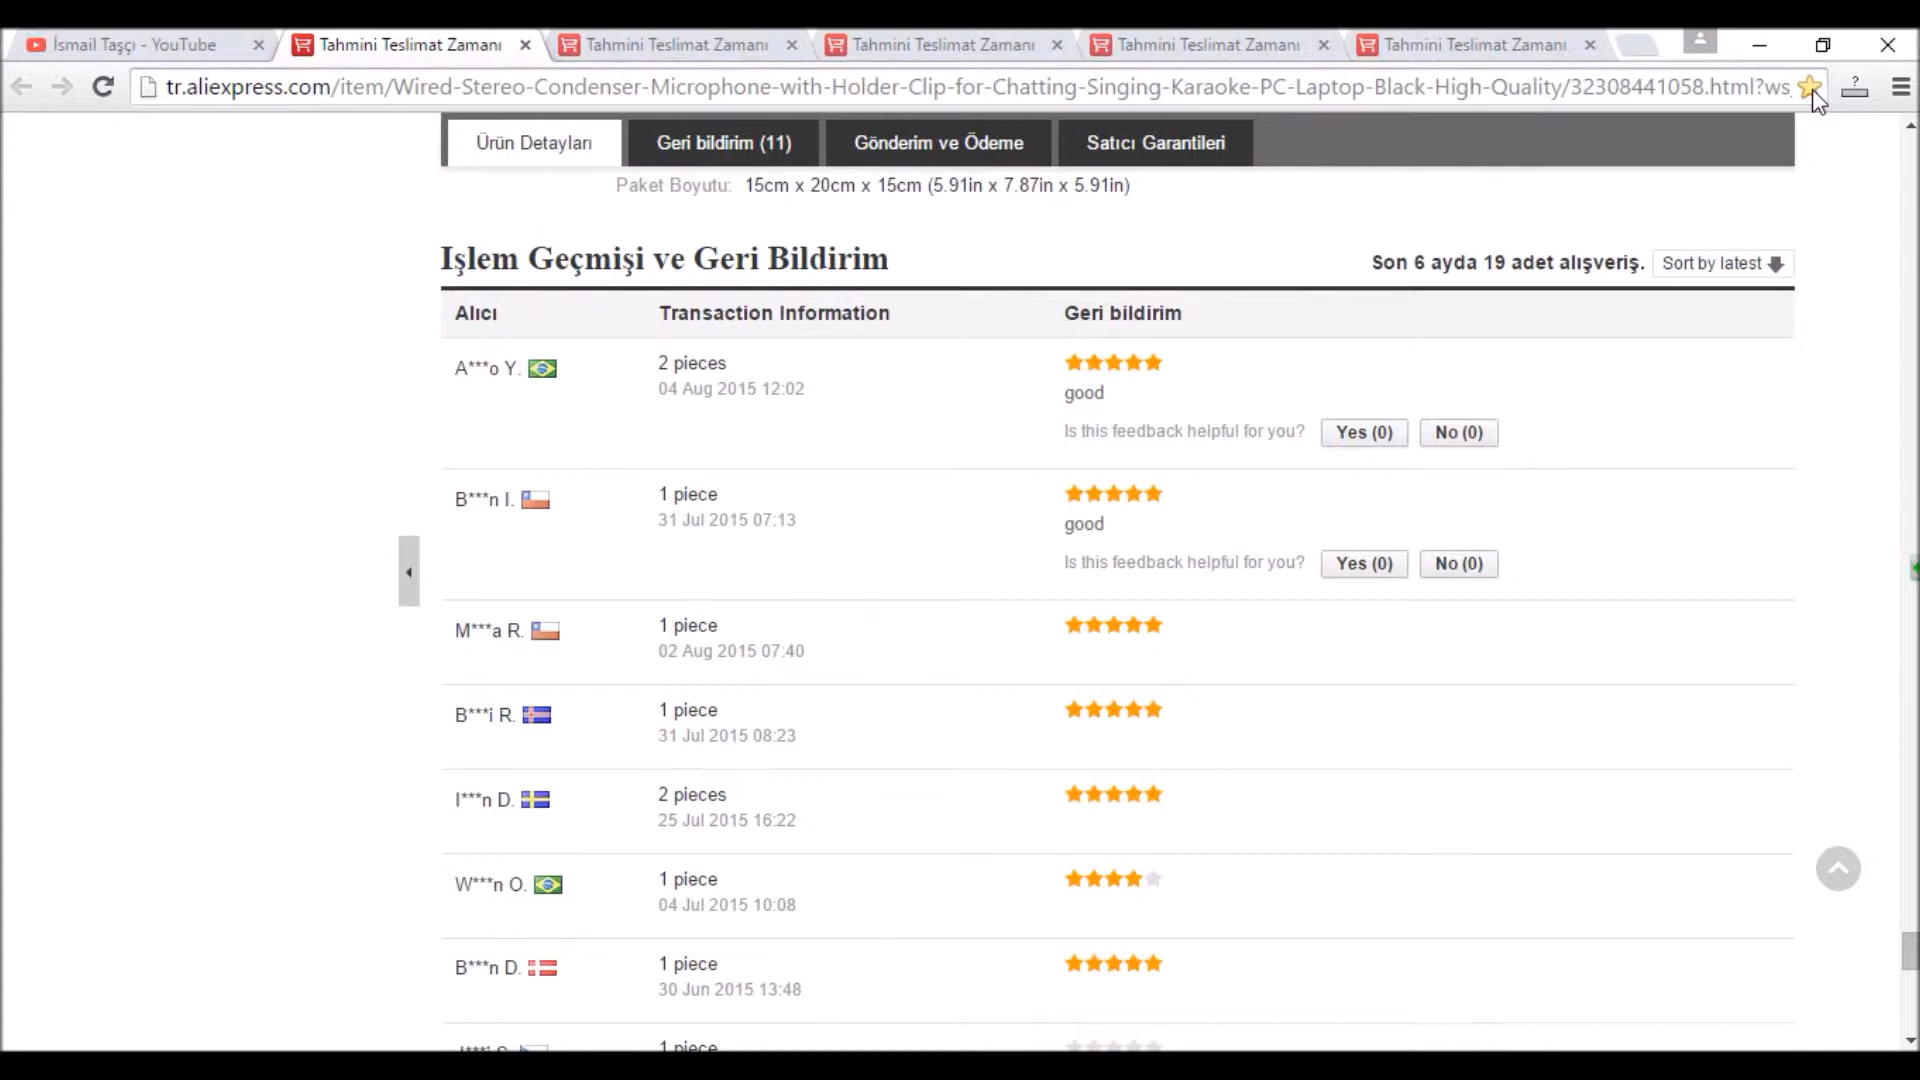 İsmail Taşçı - YouTube
Tahmini Teslimat Zamanı
Tahmini Teslimat Zamanı
Tahmini Teslimat Zamanı
Tahmini Teslimat Zamanı
Tahmini Teslimat Zamanı
tr.aliexpress.com/item/Wired-Stereo-Condenser-Microphone-with-Holder-Clip-for-Chatting-Singing-Karaoke-PC-Laptop-Black-High-Quality/32308441058.html?ws_
?
Ürün Detayları
Geri bildirim (11)
Gönderim ve Ödeme
Satıcı Garantileri
Paket Boyutu: 15cm x 20cm x 15cm (5.91in x 7.87in x 5.91in)
Işlem Geçmişi ve Geri Bildirim
Son 6 ayda 19 adet alışveriş. Sort by latest
Alıcı Transaction Information Geri bildirim
A***o Y. 2 pieces
04 Aug 2015 12:02
good
Is this feedback helpful for you? Yes (0) No (0)
B***n I. 1 piece
31 Jul 2015 07:13
good
Is this feedback helpful for you? Yes (0) No (0)
M***a R. 1 piece
02 Aug 2015 07:40
B***i R. 1 piece
31 Jul 2015 08:23
I***n D. 2 pieces
25 Jul 2015 16:22
W***n O. 1 piece
04 Jul 2015 10:08
B***n D. 1 piece
30 Jun 2015 13:48
1 piece